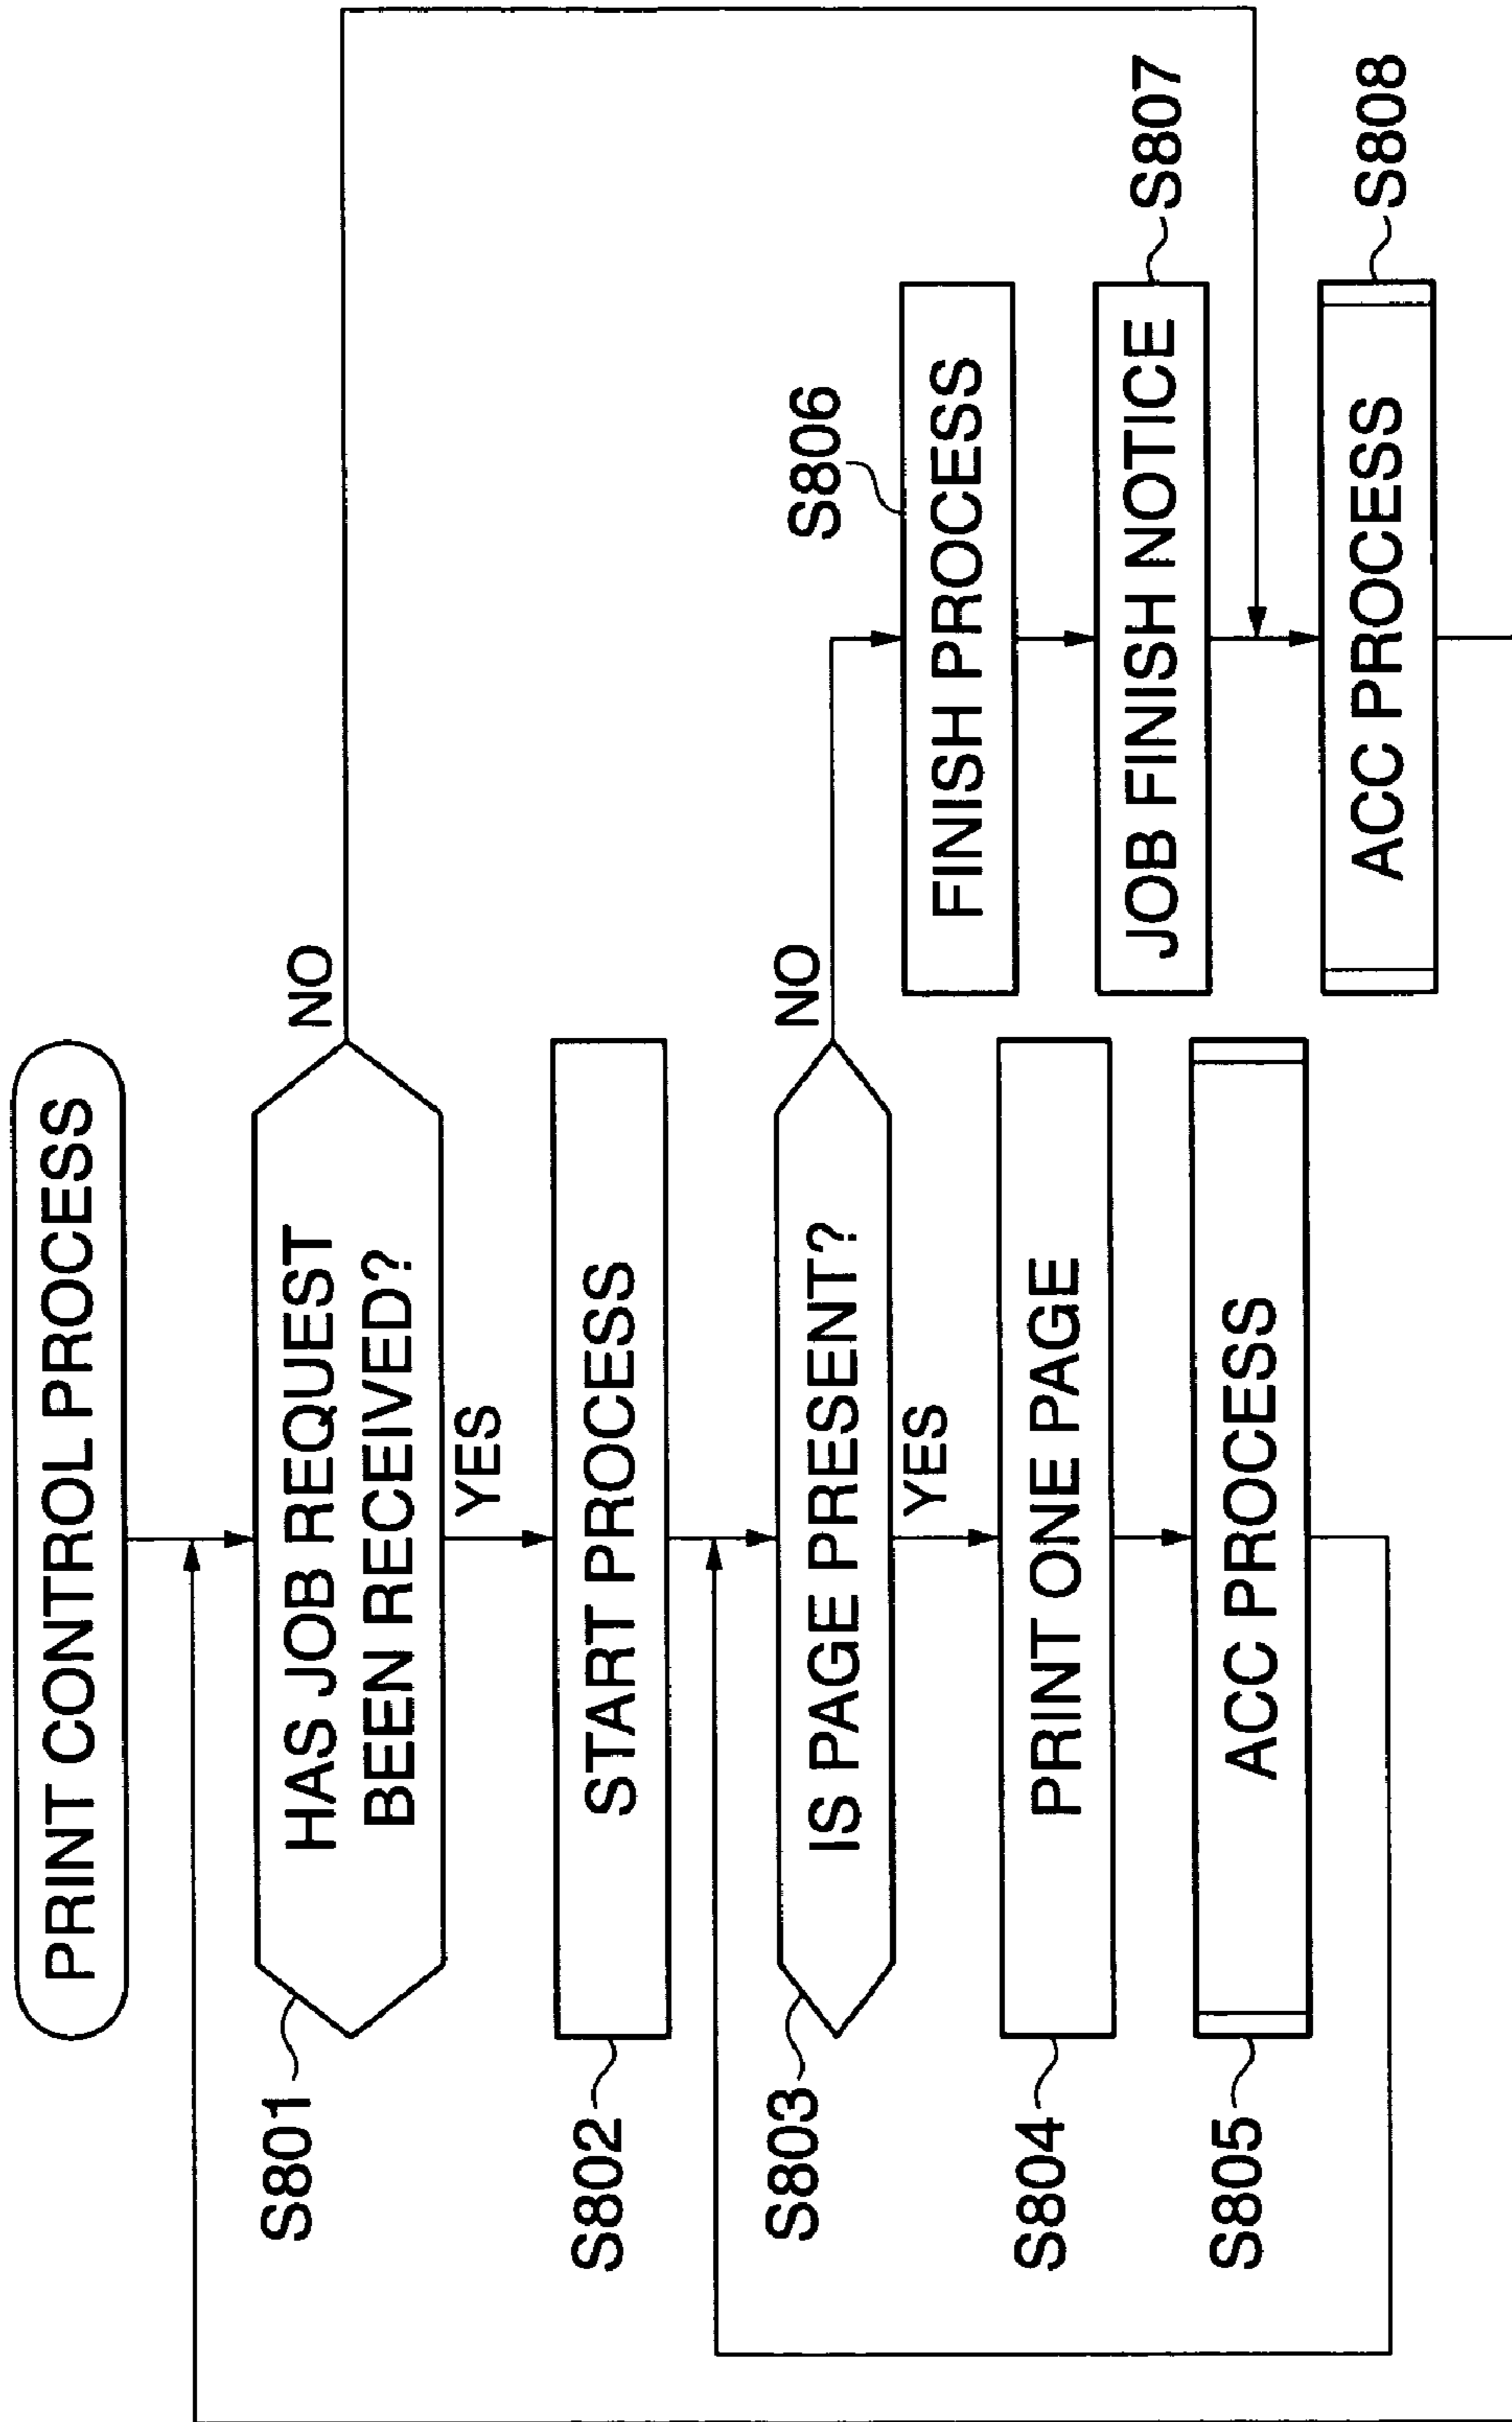 PRINT CONTROL PROCESS
S801
HAS JOB REQUEST
BEEN RECEIVED?
NO
YES
S802
START PROCESS
S803
IS PAGE PRESENT?
NO
YES
S804
PRINT ONE PAGE
S805
ACC PROCESS
S806
FINISH PROCESS
JOB FINISH NOTICE
S807
ACC PROCESS
S808